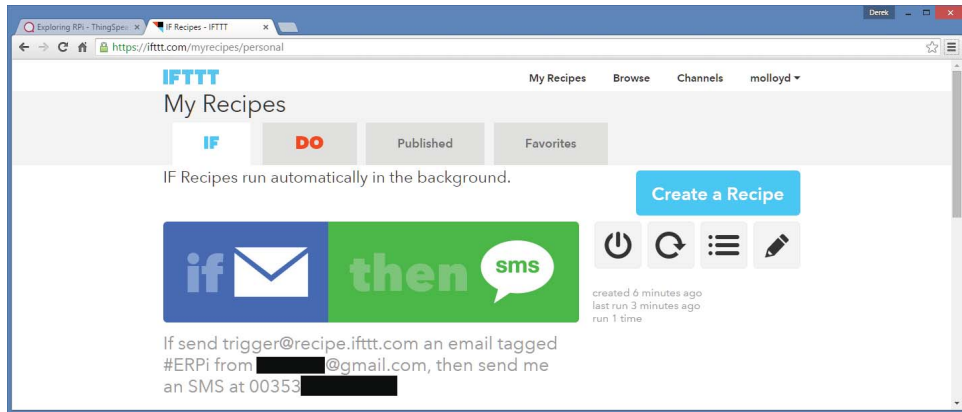 Derek
Exploring RPi - ThingSpea
IF Recipes - IFTTT
https://ifttt.com/myrecipes/personal
IFTTT
My Recipes Browse Channels molloyd
My Recipes
IF DO Published Favorites
IF Recipes run automatically in the background.
Create a Recipe
if then sms
created 6 minutes ago
last run 3 minutes ago
run 1 time
If send trigger@recipe.ifttt.com an email tagged
#ERPi from @gmail.com, then send me
an SMS at 00353